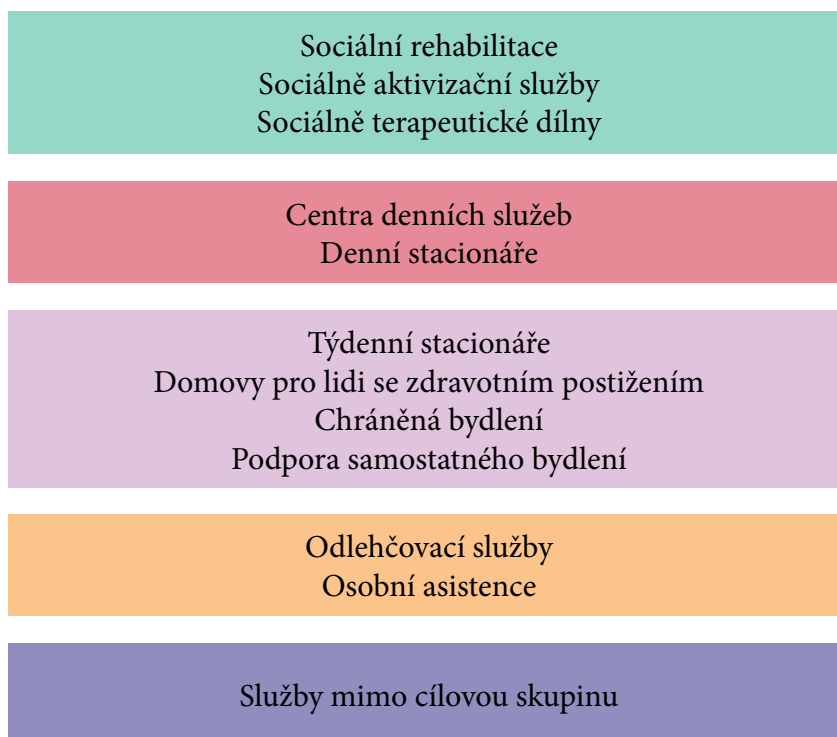 Sociální rehabilitace
Sociálně aktivizační služby
Sociálně terapeutické dílny
Centra denních služeb
Denní stacionáře
Týdenní stacionáře
Domovy pro lidi se zdravotním postižením
Chráněná bydlení
Podpora samostatného bydlení
Odlehčovací služby
Osobní asistence
Služby mimo cílovou skupinu